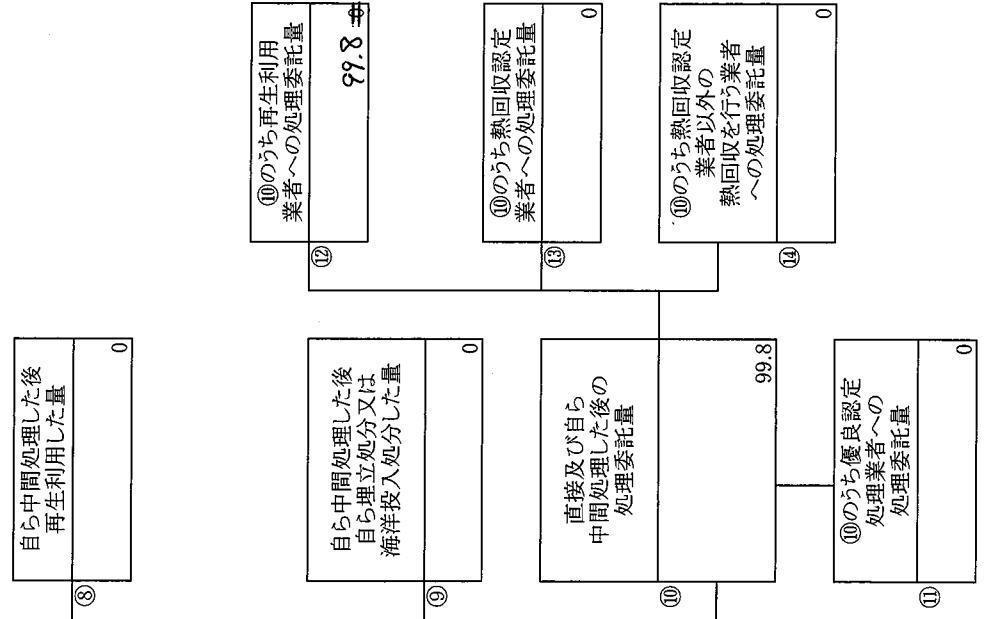 自ら中間処理した後
再生利用した量
0
⑧
自ら中間処理した後
自ら埋立処分又は
海洋投入処分した量
0
⑨
直接及び自ら
中間処理した後の
処理委託量
99.8
⑩
⑩のうち優良認定
処理業者への
処理委託量
0
⑪
⑩のうち再生利用
業者への処理委託量
99.8 0
⑫
⑩のうち熱回収認定
業者への処理委託量
0
⑬
⑩のうち熱回収認定
業者以外の
熱回収を行う業者
への処理委託量
0
⑭